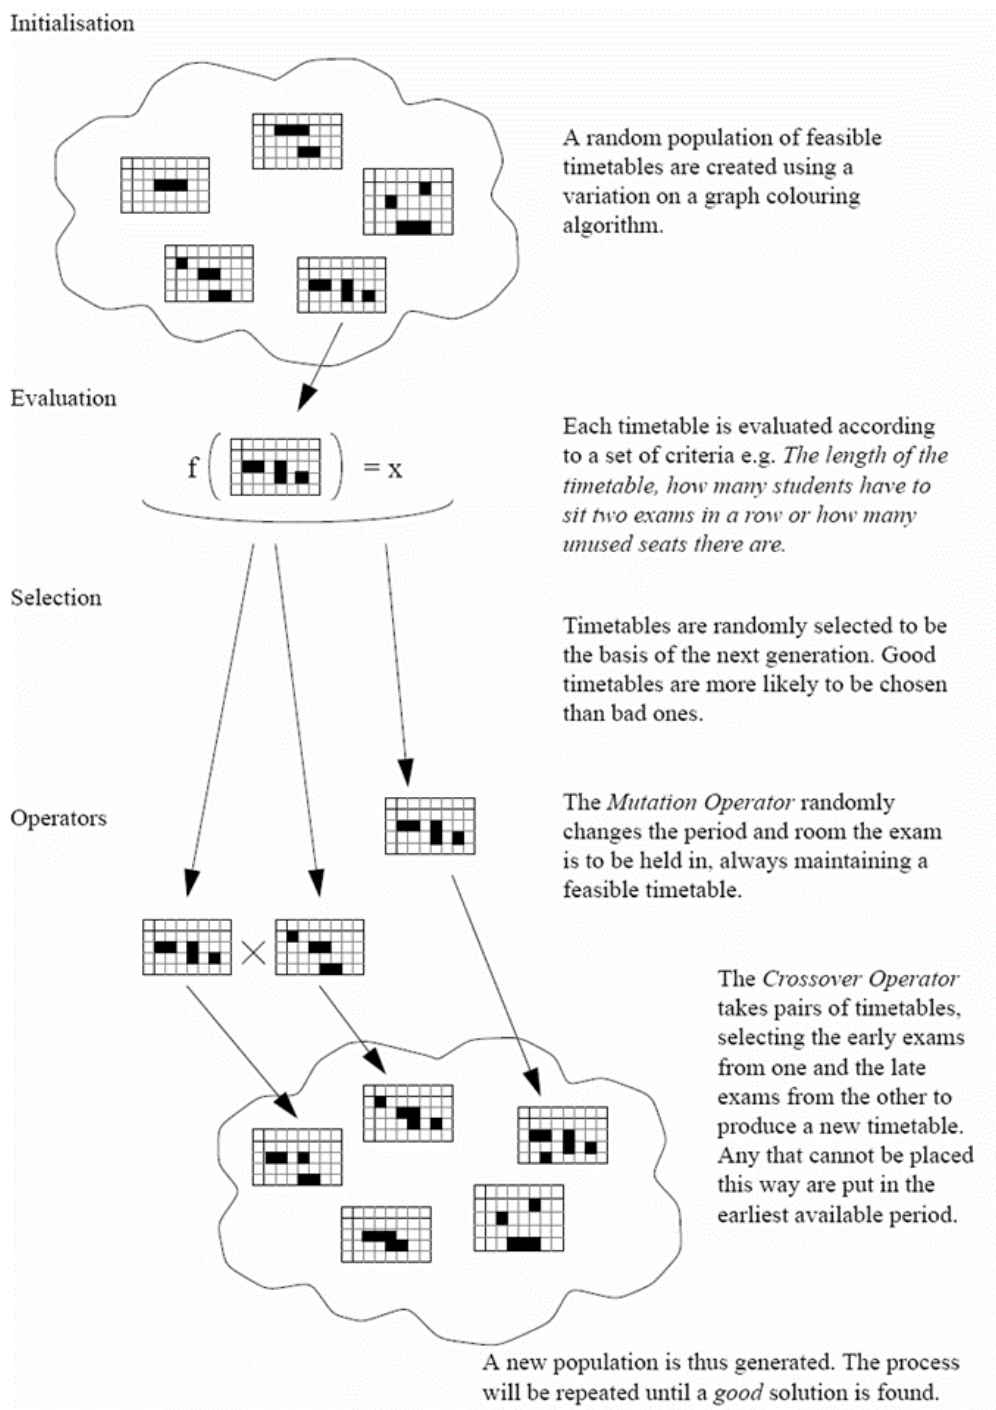 Initialisation
A random population of feasible
timetables are created using a
variation on a graph colouring
algorithm.
Evaluation
f ( ) = x
Each timetable is evaluated according
to a set of criteria e.g. The length of the
timetable, how many students have to
sit two exams in a row or how many
unused seats there are.
Selection
Timetables are randomly selected to be
the basis of the next generation. Good
timetables are more likely to be chosen
than bad ones.
Operators
The Mutation Operator randomly
changes the period and room the exam
is to be held in, always maintaining a
feasible timetable.
×
The Crossover Operator
takes pairs of timetables,
selecting the early exams
from one and the late
exams from the other to
produce a new timetable.
Any that cannot be placed
this way are put in the
earliest available period.
A new population is thus generated. The process
will be repeated until a good solution is found.